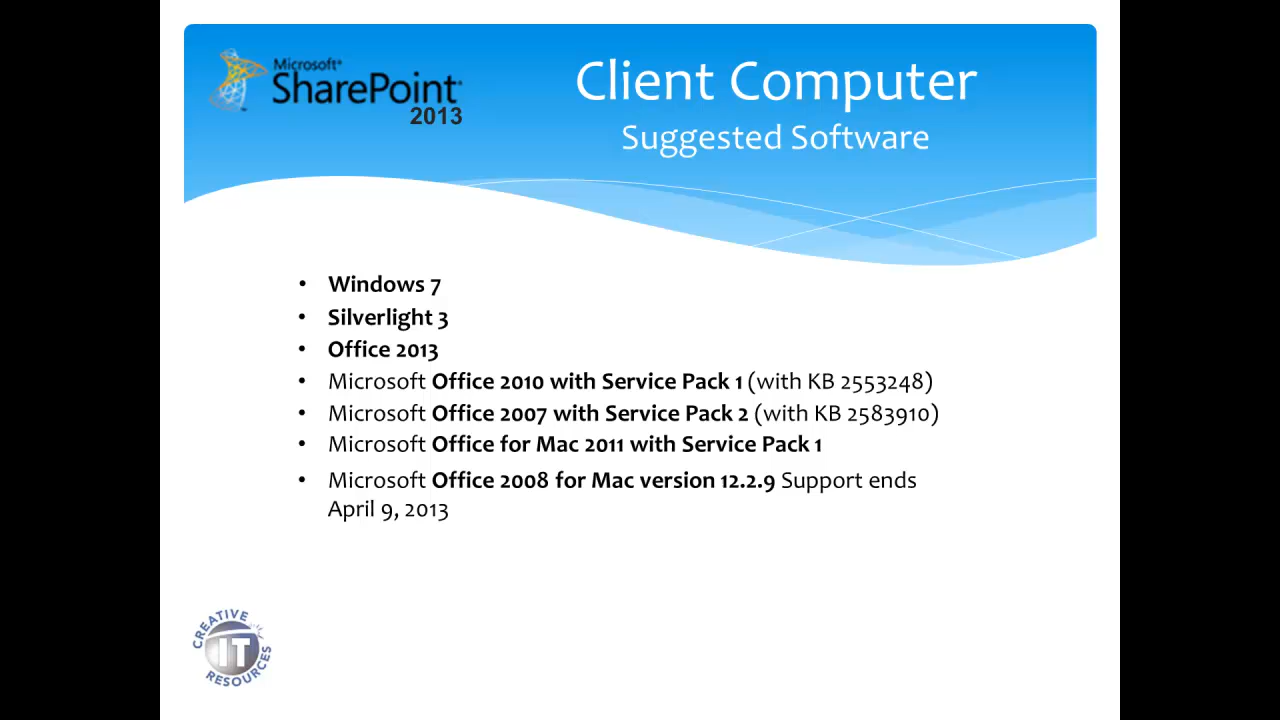 Microsoft®
SharePoint®
2013
Client Computer
Suggested Software
• Windows 7
• Silverlight 3
• Office 2013
• Microsoft Office 2010 with Service Pack 1 (with KB 2553248)
• Microsoft Office 2007 with Service Pack 2 (with KB 2583910)
• Microsoft Office for Mac 2011 with Service Pack 1
• Microsoft Office 2008 for Mac version 12.2.9 Support ends
April 9, 2013
CREATIVE
IT
RESOURCES